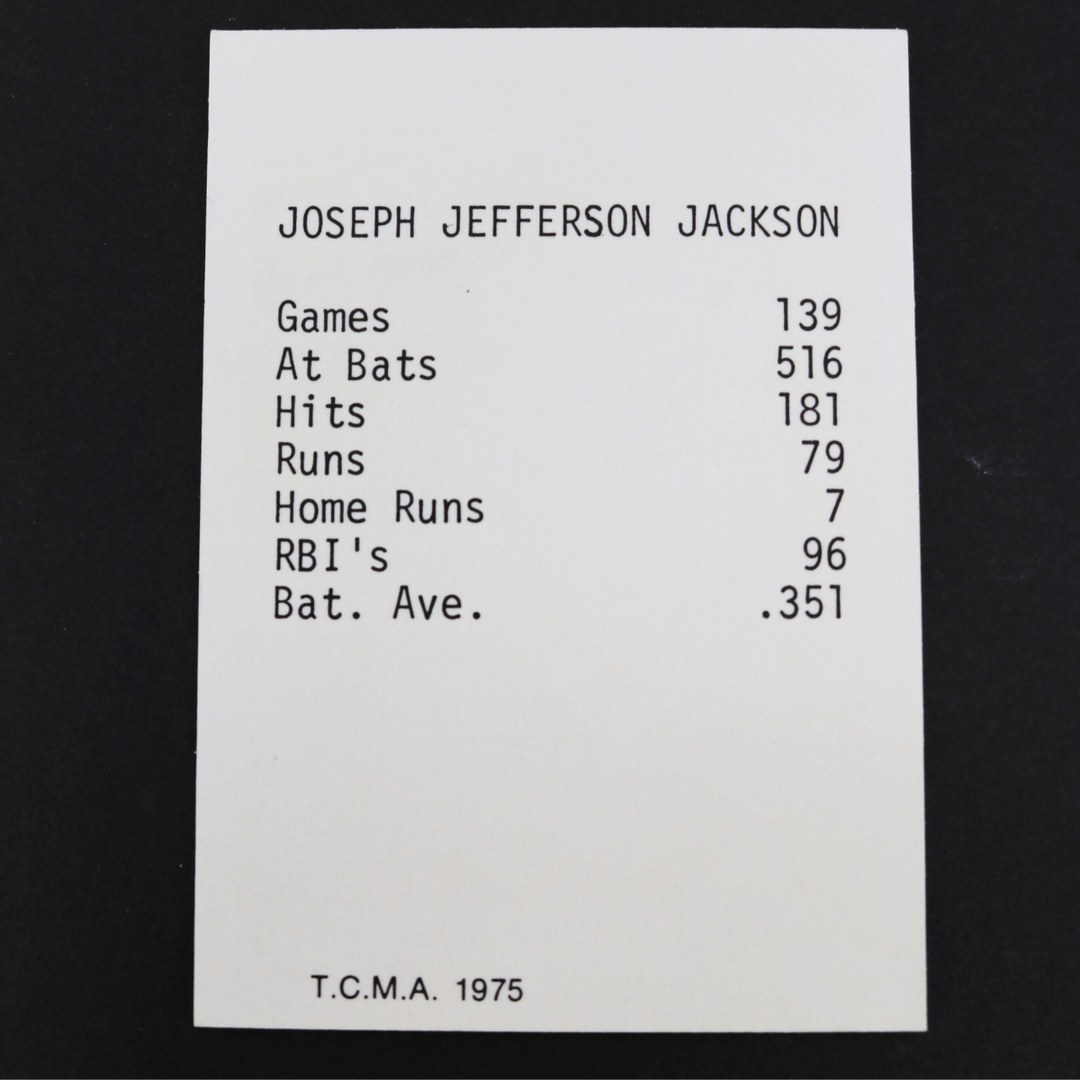 JOSEPH JEFFERSON JACKSON
Games 139
At Bats 516
Hits 181
Runs 79
Home Runs 7
RBI's 96
Bat. Ave. .351
T.C.M.A. 1975